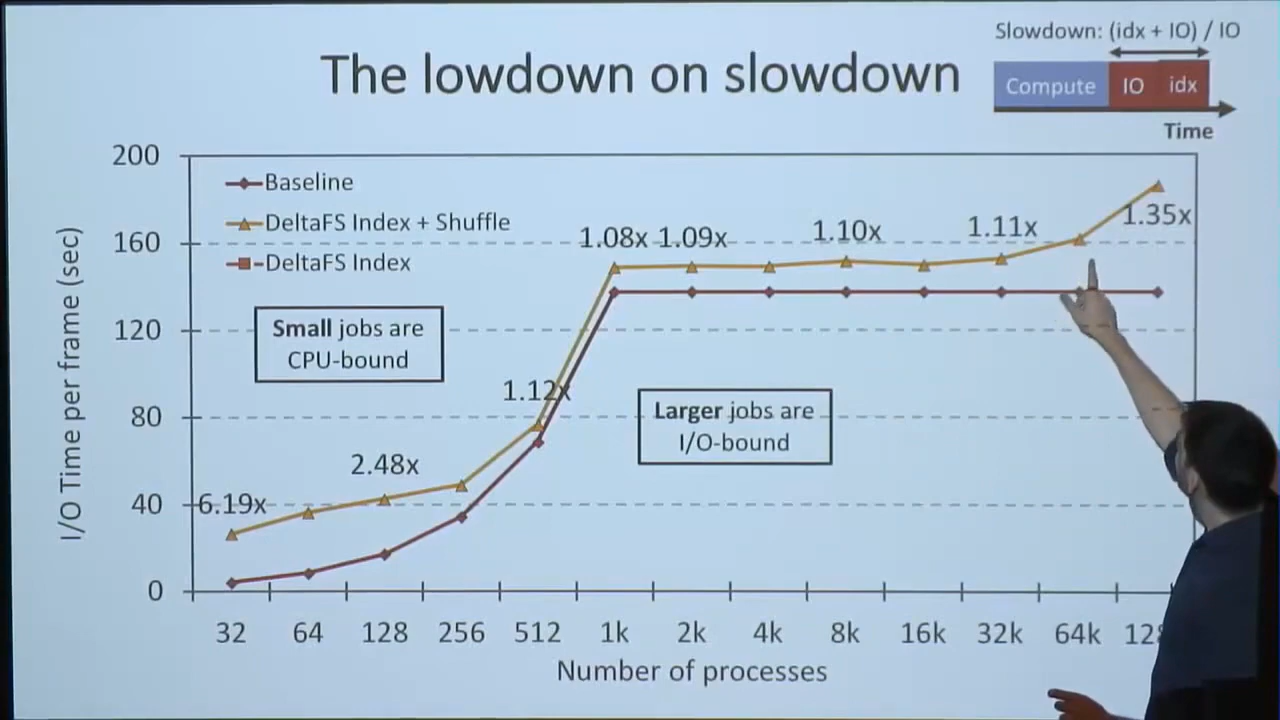 Slowdown: (idx + IO) / IO
The lowdown on slowdown
Compute IO idx
Time
200
160
120
80
40
0
I/O Time per frame (sec)
Baseline
DeltaFS Index + Shuffle
DeltaFS Index
Small jobs are
CPU-bound
Larger jobs are
I/O-bound
6.19x
2.48x
1.12x
1.08x
1.09x
1.10x
1.11x
1.35x
32 64 128 256 512 1k 2k 4k 8k 16k 32k 64k
Number of processes